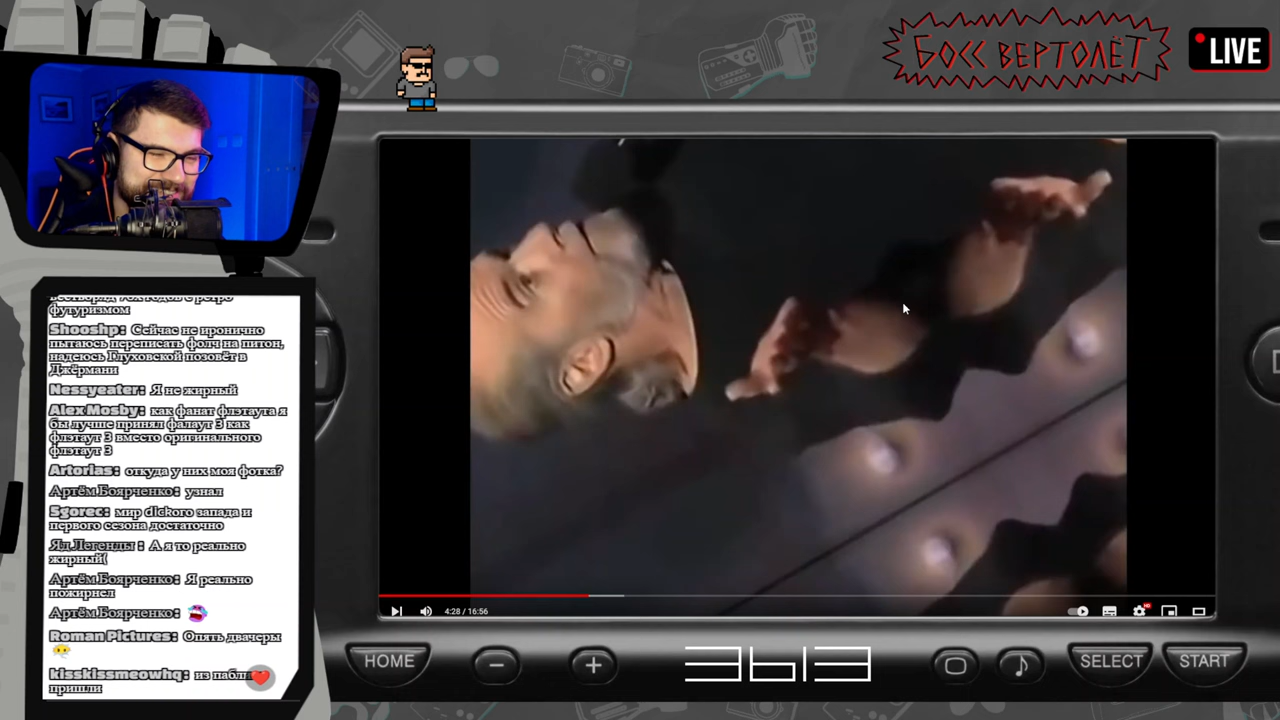 БОСС ВЕРТОЛЁТ
LIVE
футуризмом
Shooshp: Сейчас не иронично
пытаюсь переписать фолч на питон,
надеюсь Глуховской позовёт в
Джёрмани
Nessyeater: Я не жирный
Alex Mosby: как фанат флэтаута я
бы лучше принял фалаут 3 как
флэтаут 3 вместо оригинального
флэтаут 3
Artorias: откуда у них моя фотка?
Артём Боярченко: узнал
Sgorec: мир dickого запада и
первого сезона достаточно
Яд Легенды: А я то реально
жирный(
Артём Боярченко: Я реально
пожирнел
Артём Боярченко:
Roman Pictures: Опять двачеры
kisskissmeowhq: из
пришли
4:28 / 16:56
HD
HOME
3613
SELECT
START